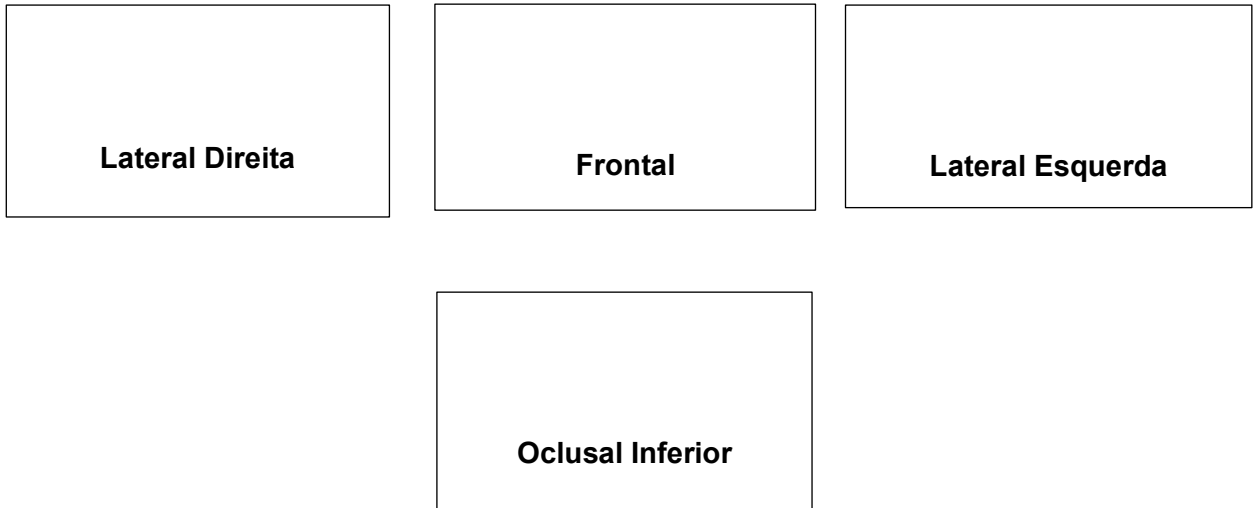 Lateral Direita
Frontal
Lateral Esquerda
Oclusal Inferior